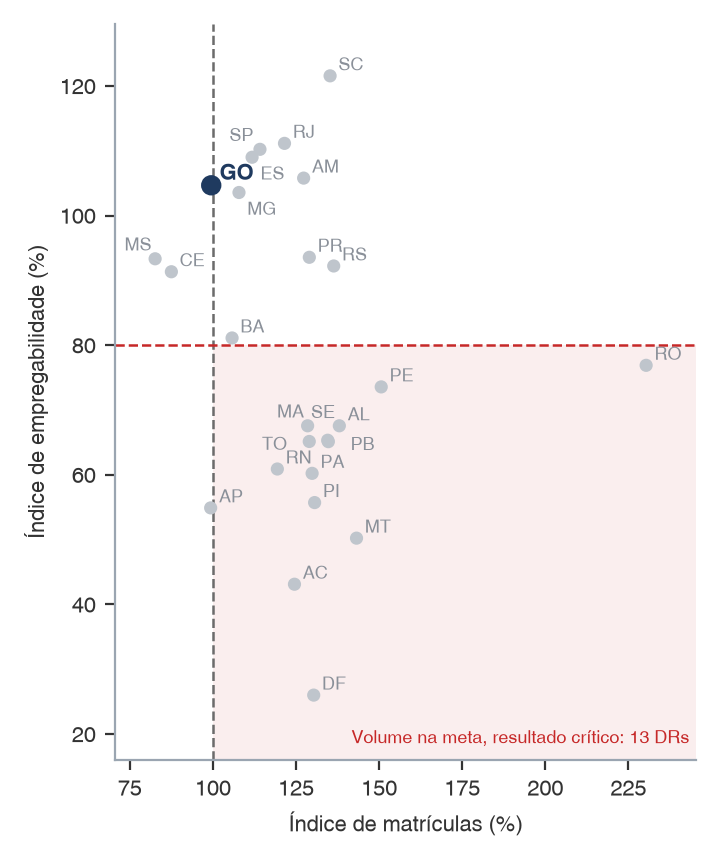 SC
120
SP
RJ
GO
ES
AM
MG
100
MS
CE
PR
RS
BA
80
RO
PE
MA
SE
AL
TO
PB
RN
PA
60
PI
AP
MT
AC
40
DF
20
Volume na meta, resultado crítico: 13 DRs
75 100 125 150 175 200 225
Índice de matrículas (%)
Índice de empregabilidade (%)